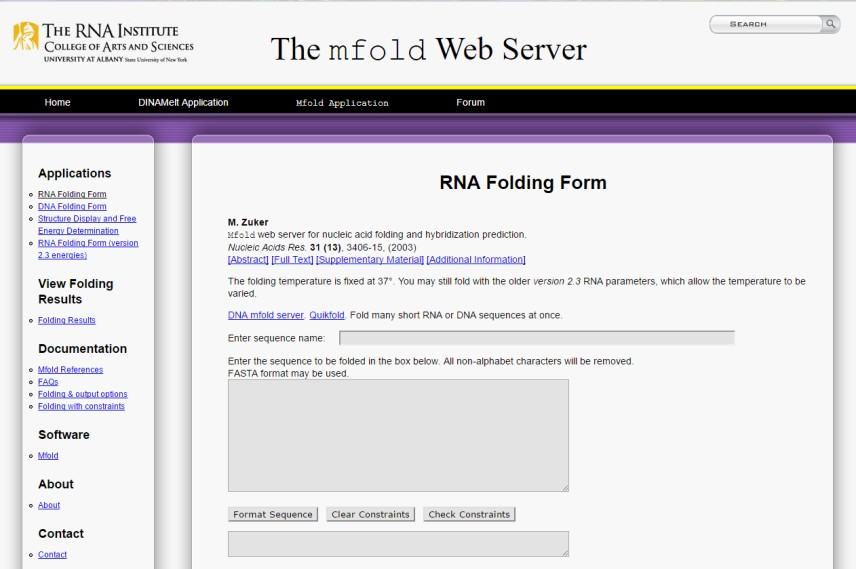 THE RNA INSTITUTE
COLLEGE OF ARTS AND SCIENCES
UNIVERSITY AT ALBANY State University of New York
The mfold Web Server
SEARCH
Home
DINAMelt Application
Mfold Application
Forum
Applications
RNA Folding Form
DNA Folding Form
Structure Display and Free
Energy Determination
RNA Folding Form (version
2.3 energies)
View Folding
Results
Folding Results
Documentation
Mfold References
FAQs
Folding & output options
Folding with constraints
Software
Mfold
About
About
Contact
Contact
RNA Folding Form
M. Zuker
Mfold web server for nucleic acid folding and hybridization prediction.
Nucleic Acids Res. 31 (13), 3406-15, (2003)
[Abstract] [Full Text] [Supplementary Material] [Additional Information]
The folding temperature is fixed at 37°. You may still fold with the older version 2.3 RNA parameters, which allow the temperature to be
varied.
DNA mfold server. Quikfold. Fold many short RNA or DNA sequences at once.
Enter sequence name:
Enter the sequence to be folded in the box below. All non-alphabet characters will be removed.
FASTA format may be used.
Format Sequence
Clear Constraints
Check Constraints